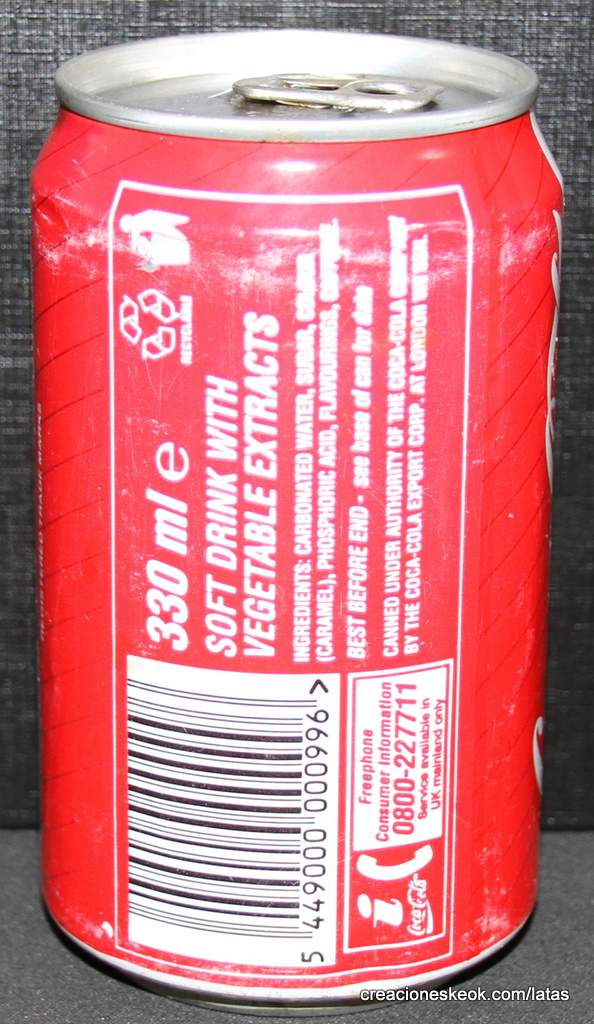 RECYCLABLE
330 ml e
SOFT DRINK WITH
VEGETABLE EXTRACTS
INGREDIENTS: CARBONATED WATER, SUGAR, COLOUR
(CARAMEL), PHOSPHORIC ACID, FLAVOURINGS, CAFFEINE.
BEST BEFORE END - see base of can for date
CANNED UNDER AUTHORITY OF THE COCA-COLA COMPANY
BY THE COCA-COLA EXPORT CORP. AT LONDON W6 9JR.
5 449000 000996 >
i
Coca-Cola
Freephone
Consumer Information
0800-227711
Service available in
UK mainland only
creacioneskeok.com/latas